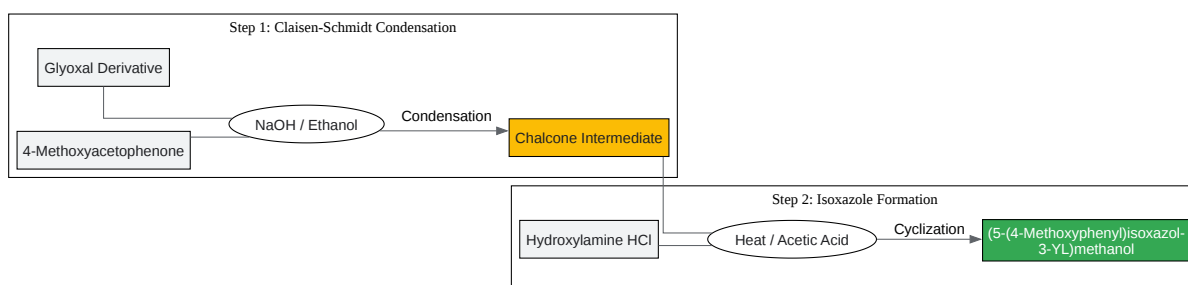 Step 1: Claisen-Schmidt Condensation
Glyoxal Derivative
NaOH / Ethanol
Condensation
4-Methoxyacetophenone
Chalcone Intermediate
Step 2: Isoxazole Formation
Hydroxylamine HCl
Heat / Acetic Acid
Cyclization
(5-(4-Methoxyphenyl)isoxazol-
3-YL)methanol